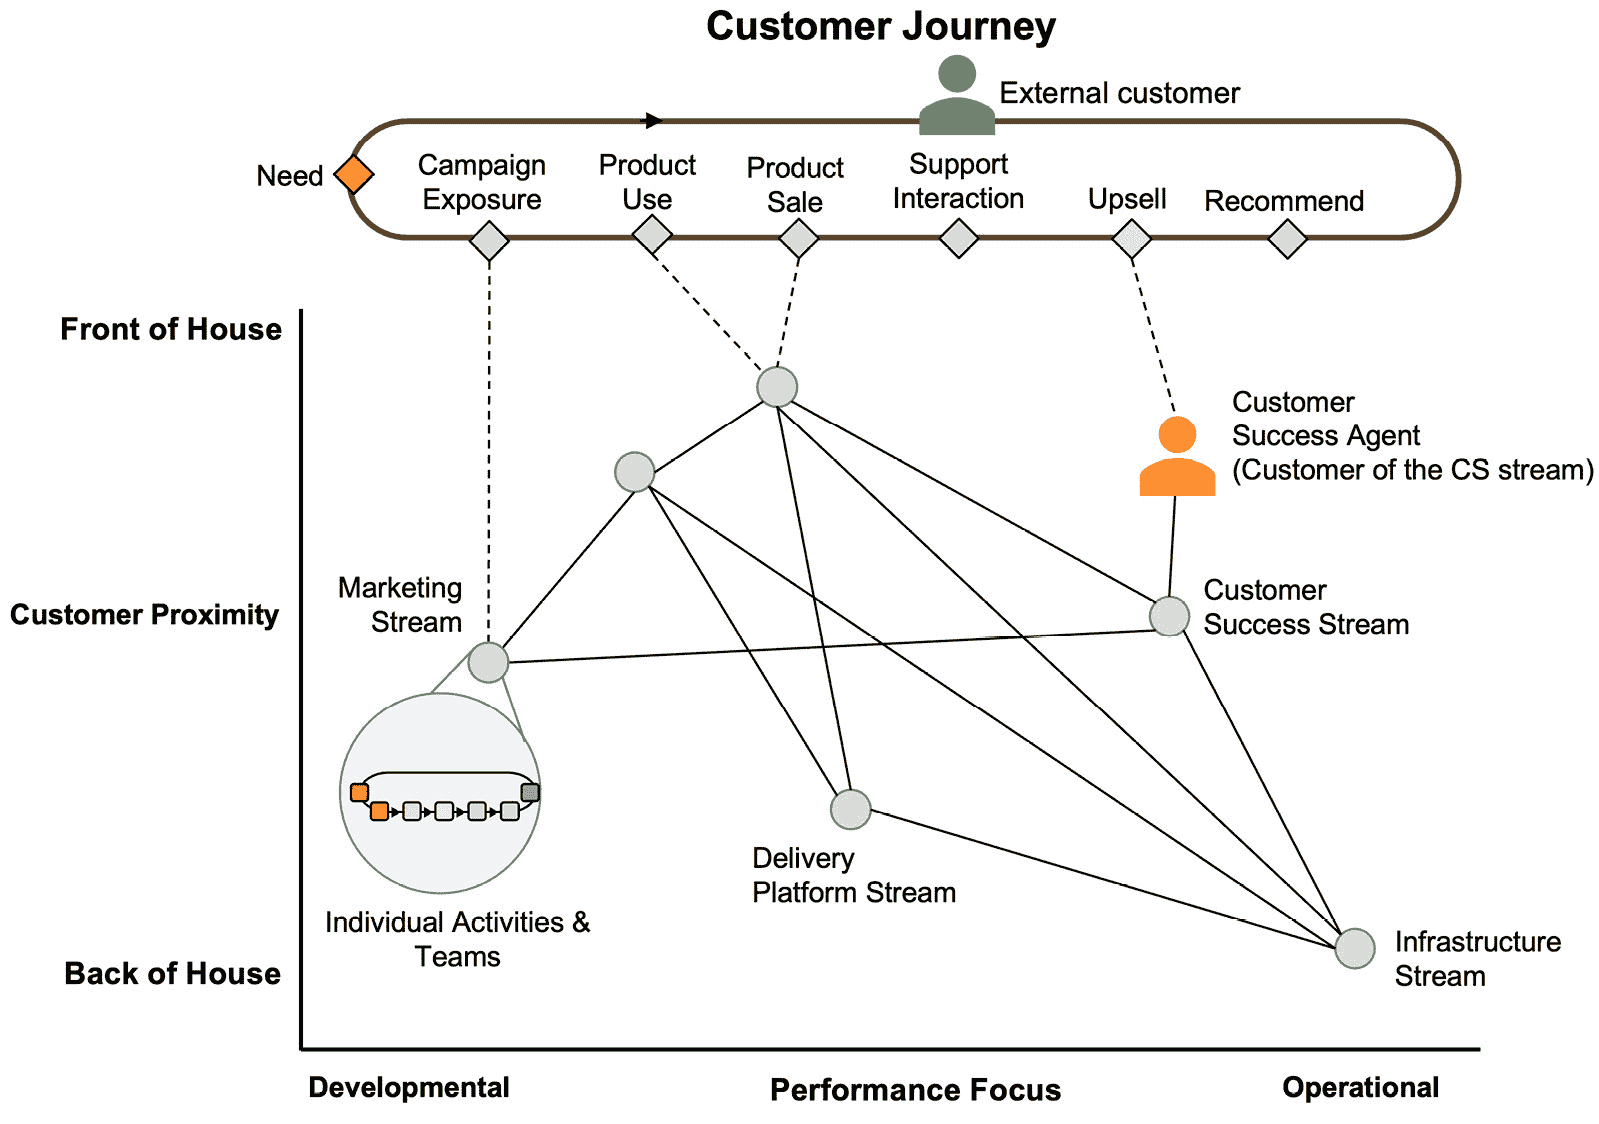 Customer Journey
External customer
Need
Campaign
Exposure
Product
Use
Product
Sale
Support
Interaction
Upsell
Recommend
Front of House
Customer
Success Agent
(Customer of the CS stream)
Marketing
Stream
Customer Proximity
Customer
Success Stream
Delivery
Platform Stream
Individual Activities &
Teams
Infrastructure
Stream
Back of House
Developmental
Performance Focus
Operational